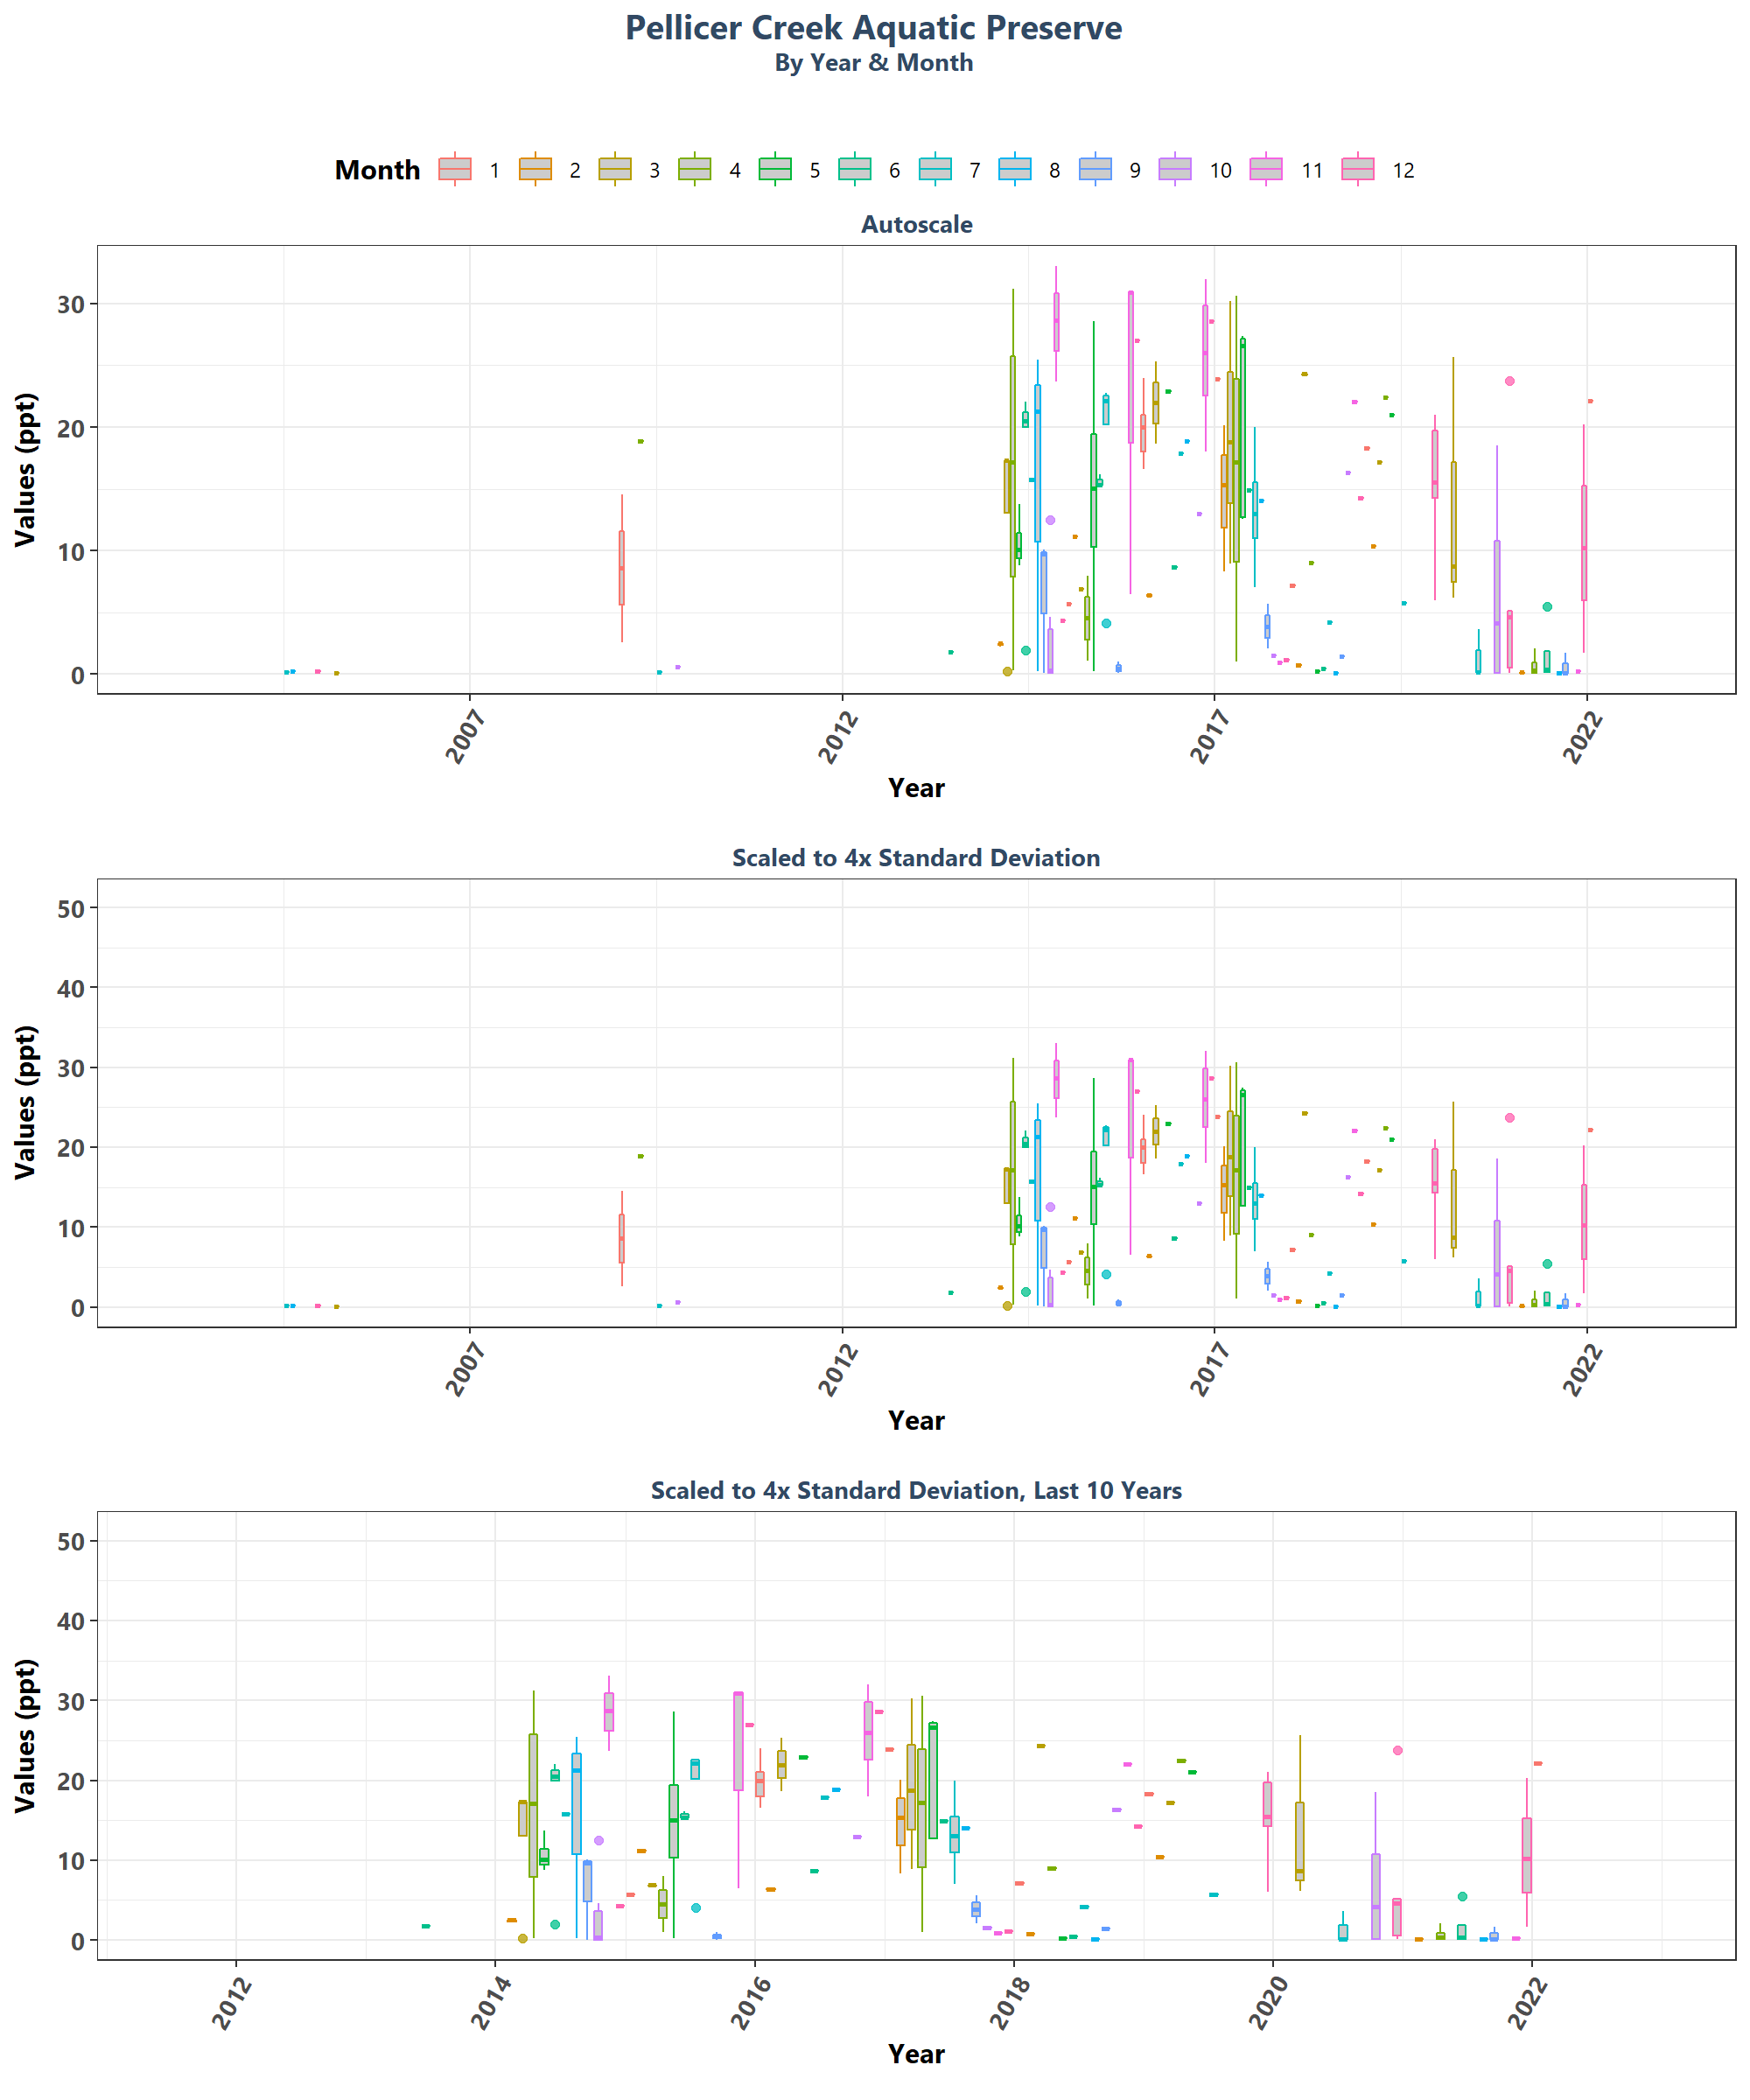 Pellicer Creek Aquatic Preserve
By Year & Month
Month 1 2 3 4 5 6 7 8 9 10 11 12
Autoscale
Values (ppt)
30
20
10
0
2007 2012 2017 2022
Year
Scaled to 4x Standard Deviation
Values (ppt)
50
40
30
20
10
0
2007 2012 2017 2022
Year
Scaled to 4x Standard Deviation, Last 10 Years
Values (ppt)
50
40
30
20
10
0
2012 2014 2016 2018 2020 2022
Year